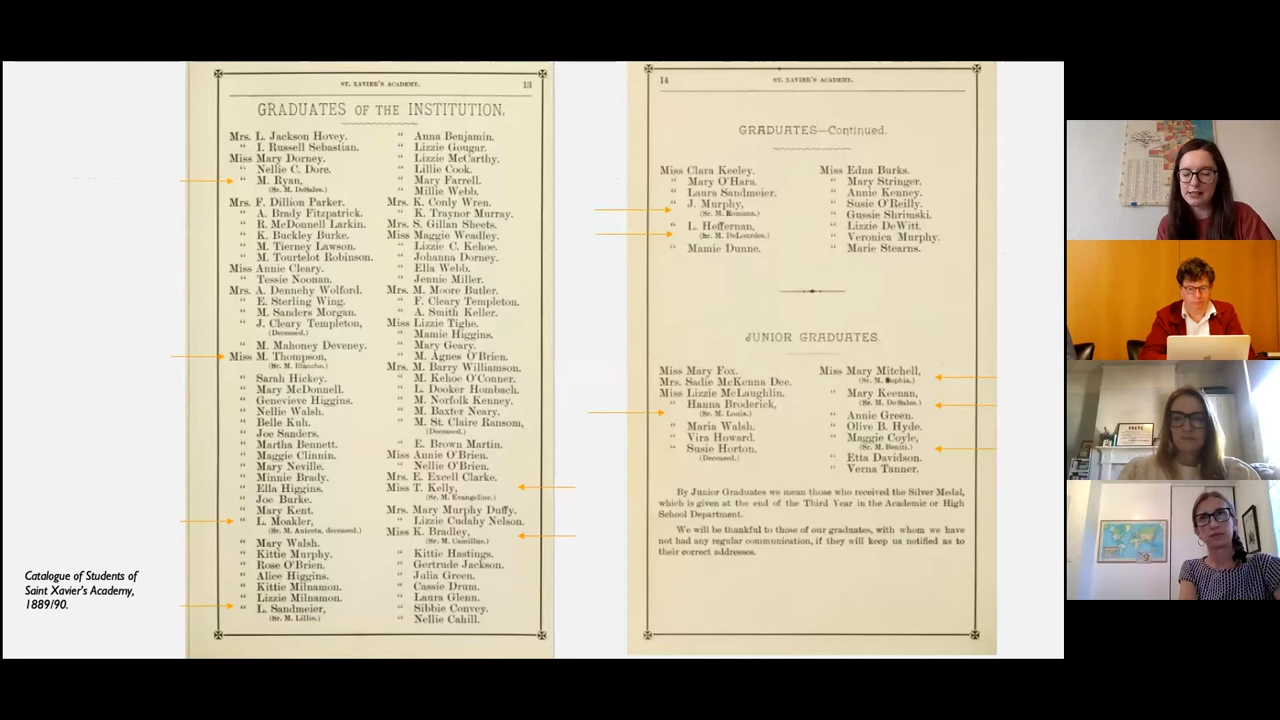 ST. XAVIER'S ACADEMY. 13
GRADUATES OF THE INSTITUTION.
Mrs. L. Jackson Hovey.
“ I. Russell Sebastian.
Miss Mary Dorney.
“ Nellie C. Dore.
“ M. Ryan,
(Sr. M. DeSales.)
Mrs. F. Dillion Parker.
“ A. Brady Fitzpatrick.
“ R. McDonnell Larkin.
“ K. Buckley Burke.
“ M. Tierney Lawson.
“ M. Tourtelot Robinson.
Miss Annie Cleary.
“ Tessie Noonan.
Mrs. A. Dennehy Wolford.
“ E. Sterling Wing.
“ M. Sanders Morgan.
“ J. Cleary Templeton,
(Deceased.)
“ M. Mahoney Deveney.
Miss M. Thompson,
(Sr. M. Blanche.)
“ Sarah Hickey.
“ Mary McDonnell.
“ Genevieve Higgins.
“ Nellie Walsh.
“ Belle Kuh.
“ Joe Sanders.
“ Martha Bennett.
“ Maggie Clinnin.
“ Mary Neville.
“ Minnie Brady.
“ Ella Higgins.
“ Joe Burke.
“ Mary Kent.
“ L. Moakler,
(Sr. M. Aniceta, deceased.)
“ Mary Walsh.
“ Kittie Murphy.
“ Rose O'Brien.
“ Alice Higgins.
“ Kittie Milnamon.
“ Lizzie Milnamon.
“ L. Sandmeier,
(Sr. M. Lillie.)
“ Anna Benjamin.
“ Lizzie Gougar.
“ Lizzie McCarthy.
“ Lillie Cook.
“ Mary Farrell.
“ Millie Webb.
Mrs. K. Conly Wren.
“ K. Traynor Murray.
Mrs. S. Gillan Sheets.
Miss Maggie Weadley.
“ Lizzie C. Kehoe.
“ Johanna Dorney.
“ Ella Webb.
“ Jennie Miller.
Mrs. M. Moore Butler.
“ F. Cleary Templeton.
“ A. Smith Keller.
Miss Lizzie Tighe.
“ Mamie Higgins.
“ Mary Geary.
“ M. Agnes O'Brien.
Mrs. M. Barry Williamson.
“ M. Kehoe O'Conner.
“ L. Dooker Hombach.
“ M. Norfolk Kenney.
“ M. Baxter Neary.
“ M. St. Claire Ransom,
(Deceased.)
“ E. Brown Martin.
Miss Annie O'Brien.
“ Nellie O'Brien.
Mrs. E. Excell Clarke.
Miss T. Kelly,
(Sr. M. Evangeline.)
Mrs. Mary Murphy Duffy.
“ Lizzie Cudahy Nelson.
Miss K. Bradley,
(Sr. M. Camillus.)
“ Kittie Hastings.
“ Gertrude Jackson.
“ Julia Green.
“ Cassie Drum.
“ Laura Glenn.
“ Sibbie Convey.
“ Nellie Cahill.
14 ST. XAVIER'S ACADEMY.
GRADUATES—Continued.
Miss Clara Keeley.
“ Mary O'Hara.
“ Laura Sandmeier.
“ J. Murphy,
(Sr. M. Romana.)
“ L. Heffernan,
(Sr. M. DeLourdes.)
“ Mamie Dunne.
Miss Edna Burks.
“ Mary Stringer.
“ Annie Kenney.
“ Susie O'Reilly.
“ Gussie Shrimski.
“ Lizzie DeWitt.
“ Veronica Murphy.
“ Marie Stearns.
JUNIOR GRADUATES.
Miss Mary Fox.
Mrs. Sadie McKenna Dee.
Miss Lizzie McLaughlin.
“ Hanna Broderick,
(Sr. M. Louis.)
“ Maria Walsh.
“ Vira Howard.
“ Susie Horton.
(Deceased.)
Miss Mary Mitchell,
(Sr. M. Sophia.)
“ Mary Keenan,
(Sr. M. De Sales.)
“ Annie Green.
“ Olive B. Hyde.
“ Maggie Coyle,
(Sr. M. Beniti.)
“ Etta Davidson.
“ Verna Tanner.
By Junior Graduates we mean those who received the Silver Medal,
which is given at the end of the Third Year in the Academic or High
School Department.
We will be thankful to those of our graduates, with whom we have
not had any regular communication, if they will keep us notified as to
their correct addresses.
Catalogue of Students of
Saint Xavier's Academy,
1889/90.